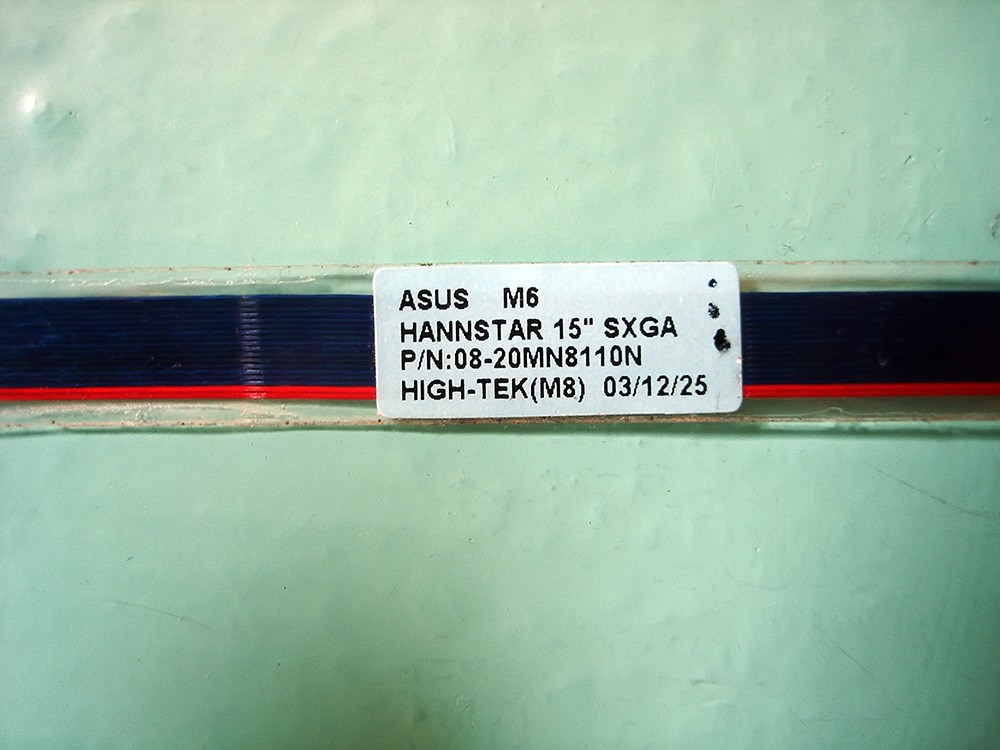 ASUS M6
HANNSTAR 15" SXGA
P/N:08-20MN8110N
HIGH-TEK(M8) 03/12/25